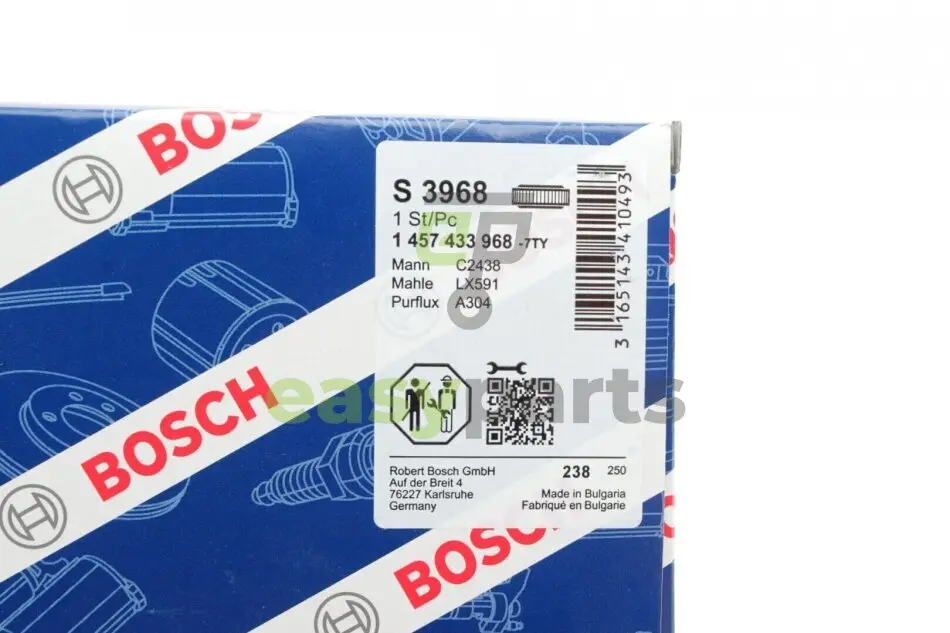 BOSCH
S 3968
1 St/Pc
1 457 433 968 -7TY
Mann C2438
Mahle LX591
Purflux A304
3 165143 410493
easyparts
BOSCH
Robert Bosch GmbH
Auf der Breit 4
76227 Karlsruhe
Germany
238 250
Made in Bulgaria
Fabriqué en Bulgarie
BOSCH